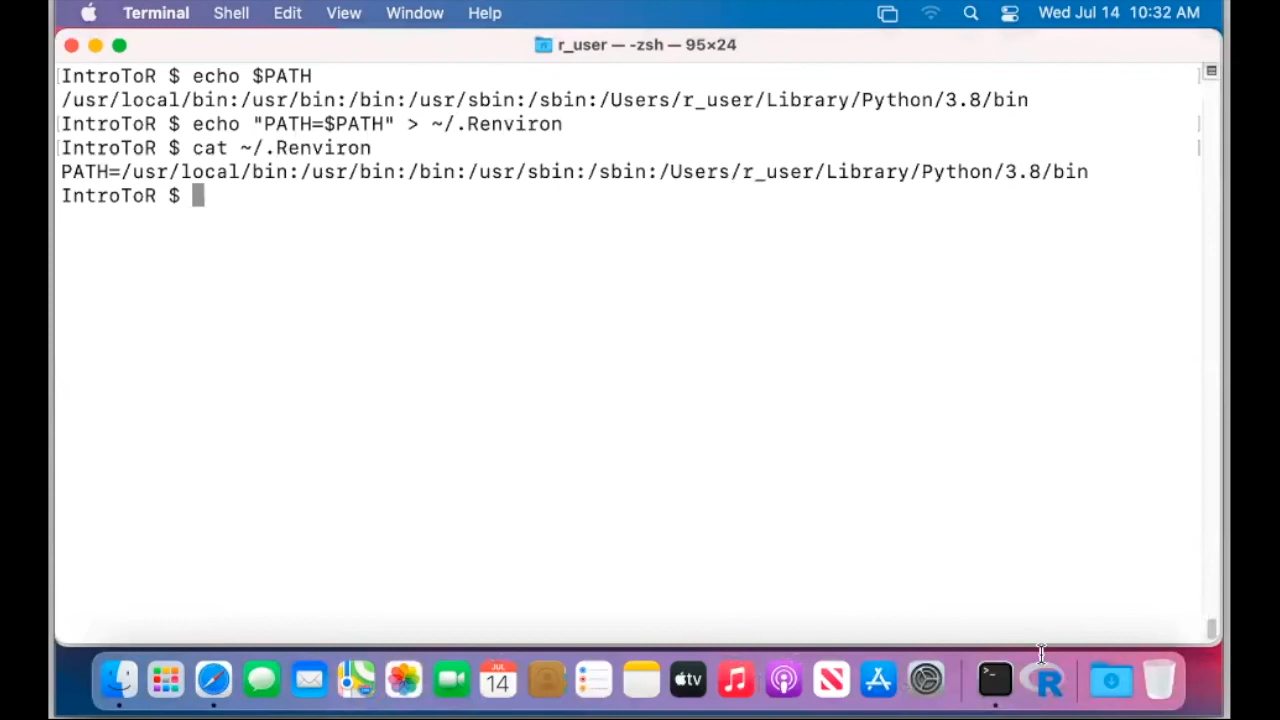 Terminal Shell Edit View Window Help Wed Jul 14 10:32 AM
r_user — -zsh — 95×24
IntroToR $ echo $PATH
/usr/local/bin:/usr/bin:/bin:/usr/sbin:/sbin:/Users/r_user/Library/Python/3.8/bin
IntroToR $ echo "PATH=$PATH" > ~/.Renviron
IntroToR $ cat ~/.Renviron
PATH=/usr/local/bin:/usr/bin:/bin:/usr/sbin:/sbin:/Users/r_user/Library/Python/3.8/bin
IntroToR $
JUL
14
tv
>_
R